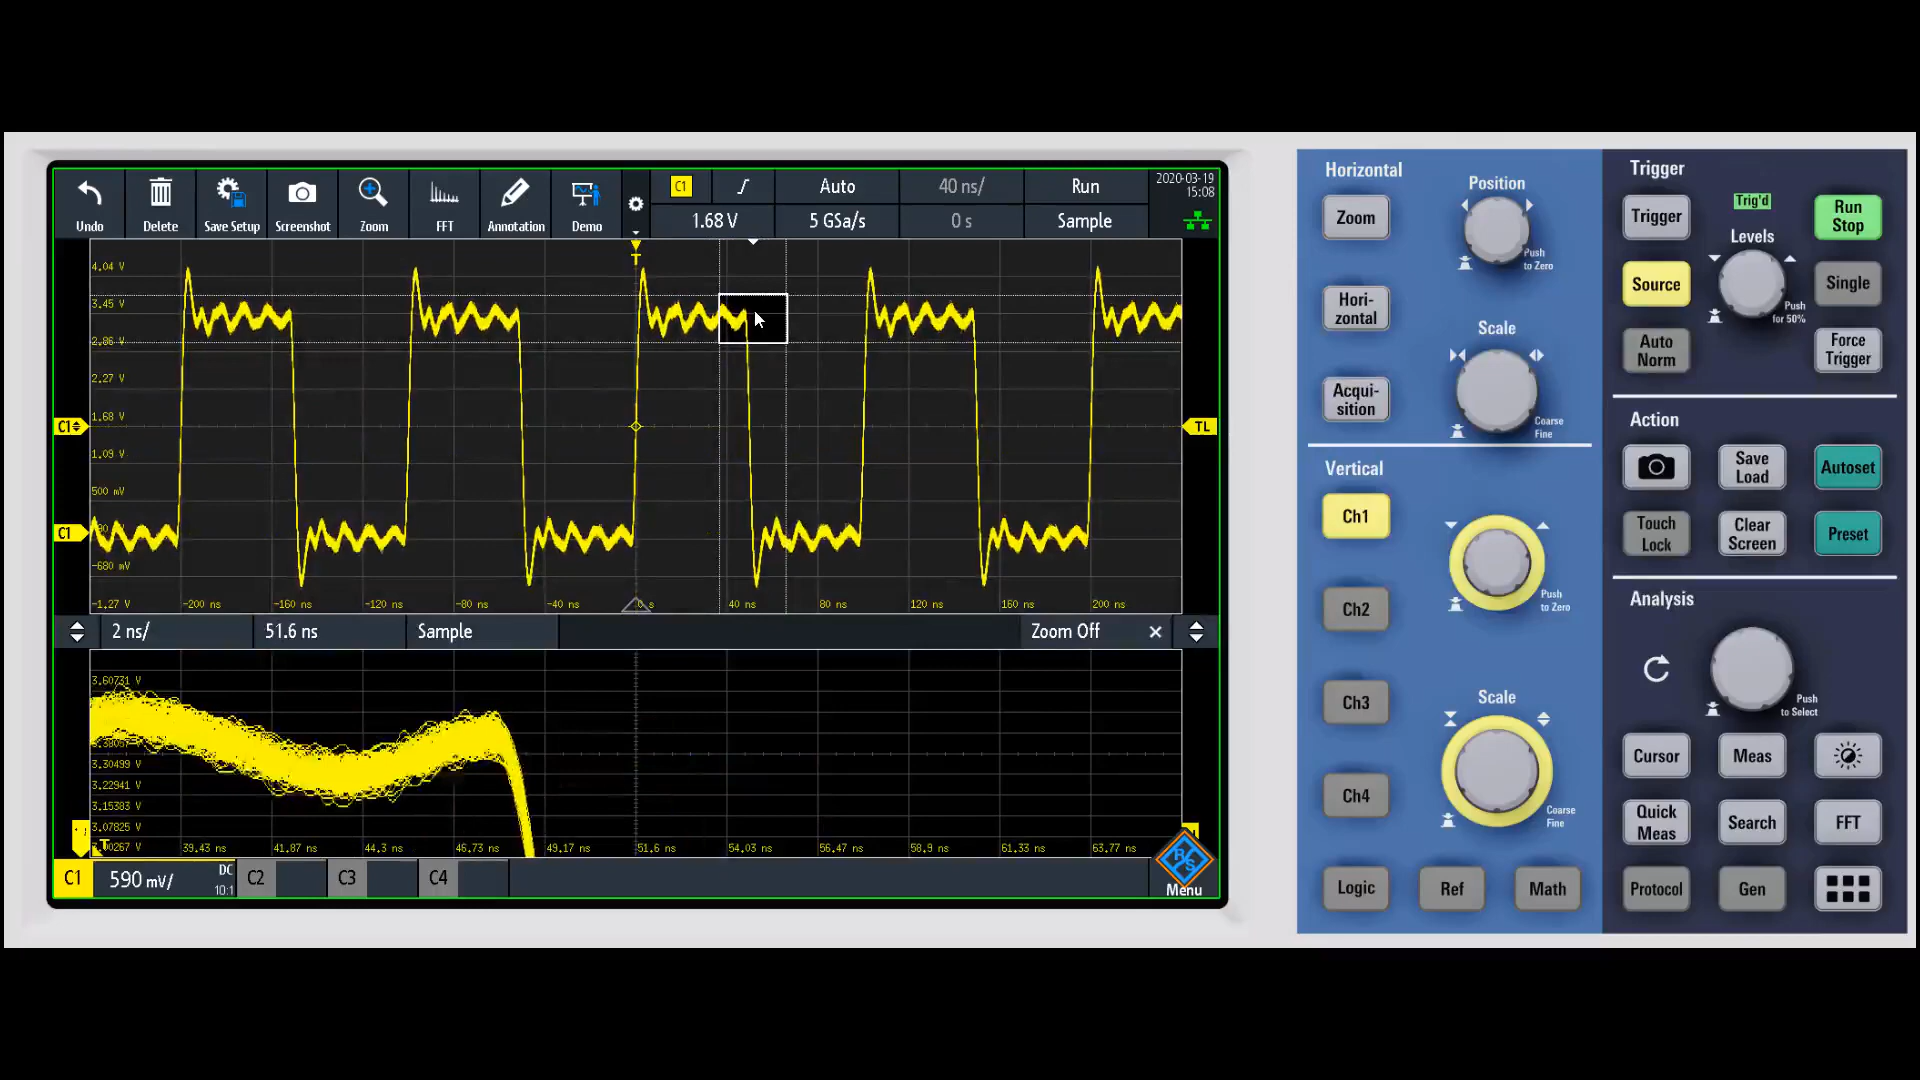 Undo
Delete
Save Setup
Screenshot
Zoom
FFT
Annotation
Demo
C1
Auto
40 ns/
Run
2020-03-19
15:08
1.68 V
5 GSa/s
0 s
Sample
T
4.04 V
3.45 V
2.86 V
2.27 V
1.68 V
1.09 V
500 mV
-680 mV
-1.27 V
C1
C1
TL
-200 ns
-160 ns
-120 ns
-80 ns
-40 ns
40 ns
80 ns
120 ns
160 ns
200 ns
2 ns/
51.6 ns
Sample
Zoom Off
3.60731 V
3.30499 V
3.22941 V
3.15383 V
3.07825 V
39.43 ns
41.87 ns
44.3 ns
46.73 ns
49.17 ns
51.6 ns
54.03 ns
56.47 ns
58.9 ns
61.33 ns
63.77 ns
C1
590 mV/
DC
10:1
C2
C3
C4
R&S
Menu
Horizontal
Zoom
Position
Push
to Zero
Hori-
zontal
Scale
Acqui-
sition
Coarse
Fine
Vertical
Ch1
Push
to Zero
Ch2
Ch3
Scale
Ch4
Coarse
Fine
Logic
Ref
Math
Trigger
Trigger
Trig'd
Run
Stop
Levels
Source
Single
Push
for 50%
Auto
Norm
Force
Trigger
Action
Save
Load
Autoset
Touch
Lock
Clear
Screen
Preset
Analysis
Push
to Select
Cursor
Meas
Quick
Meas
Search
FFT
Protocol
Gen